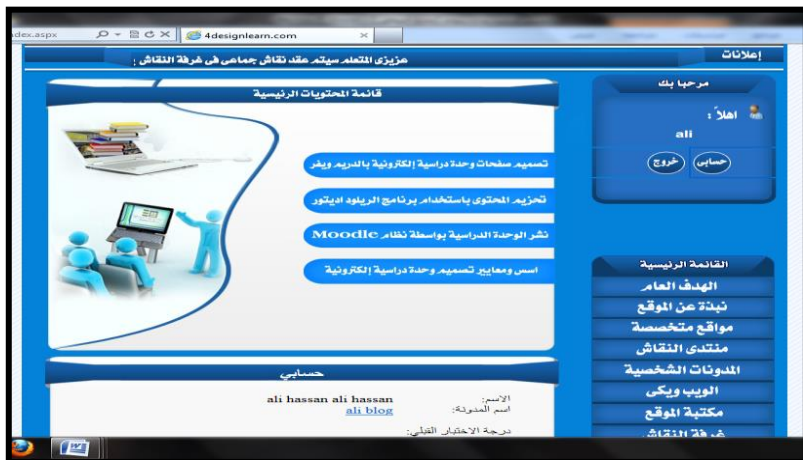 dex.aspx
4designlearn.com
إعلانات
عزيزى المتعلم سيتم عقد نقاش جماعى فى غرفة النقاش
مرحبا بك
اهلاً :
ali
حسابى
خروج
قائمة المحتويات الرئيسية
تصميم صفحات وحدة دراسية إلكترونية بالدريم ويفر
تحزيم المحتوى باستخدام برنامج الريلود اديتور
نشر الوحدة الدراسية بواسطة نظام Moodle
اسس ومعايير تصميم وحدة دراسية إلكترونية
القائمة الرئيسية
الهدف العام
نبذة عن الموقع
مواقع متخصصة
منتدى النقاش
المدونات الشخصية
الويب ويكى
مكتبة الموقع
غرفة النقاش
حسابي
الاسم: ali hassan ali hassan
اسم المدونة: ali blog
درجة الاختبار القبلي: